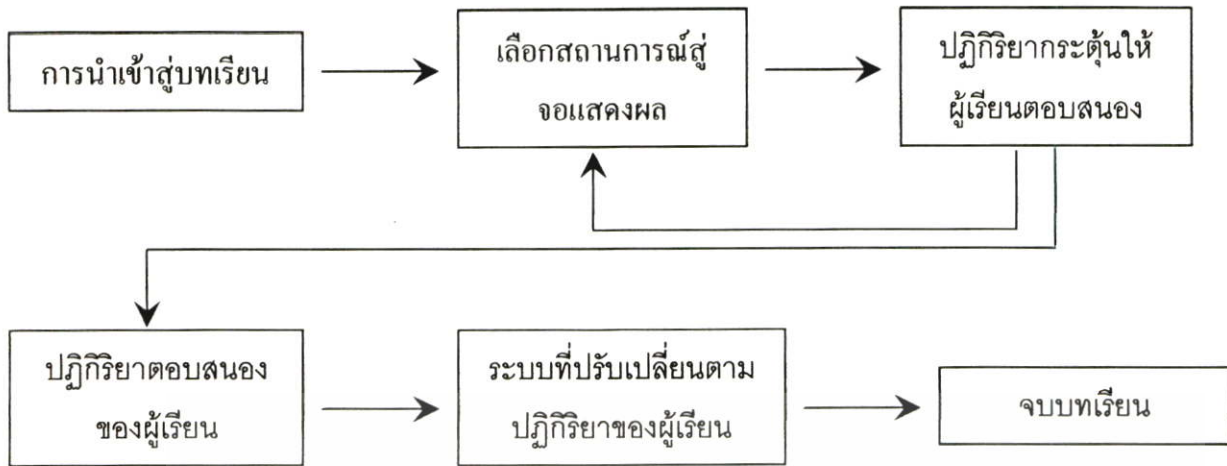 การนำเข้าสู่บทเรียน
เลือกสถานการณ์สู่
จอแสดงผล
ปฏิกิริยากระตุ้นให้
ผู้เรียนตอบสนอง
ปฏิกิริยาตอบสนอง
ของผู้เรียน
ระบบที่ปรับเปลี่ยนตาม
ปฏิกิริยาของผู้เรียน
จบบทเรียน